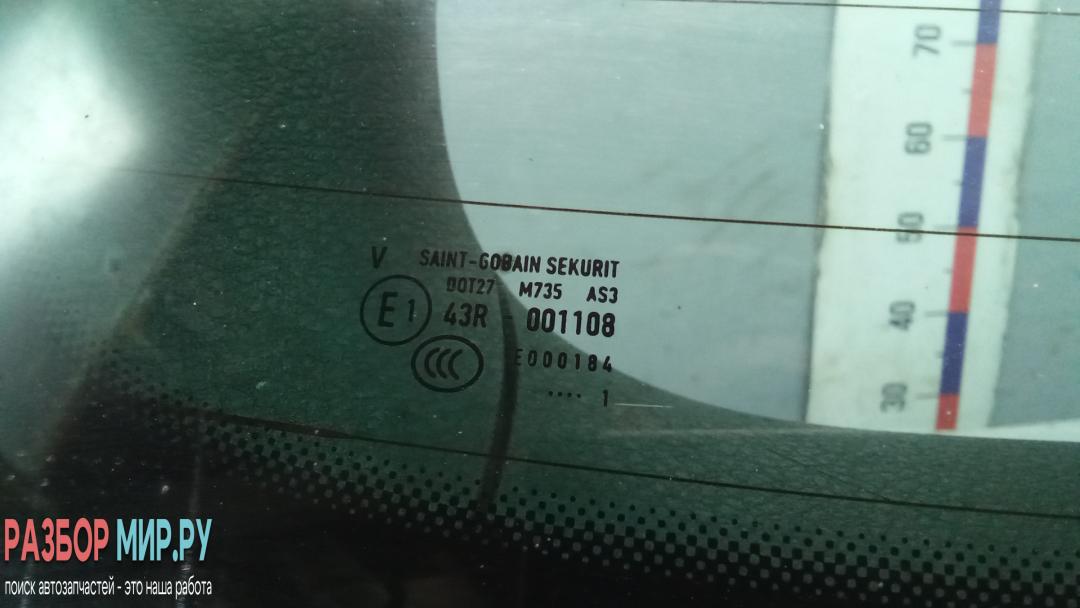 70
60
50
40
30
V SAINT-GOBAIN SEKURIT
DOT27 M735 AS3
E1 43R 001108
CCC E000184
.... 1
РАЗБОР МИР.РУ
поиск автозапчастей - это наша работа